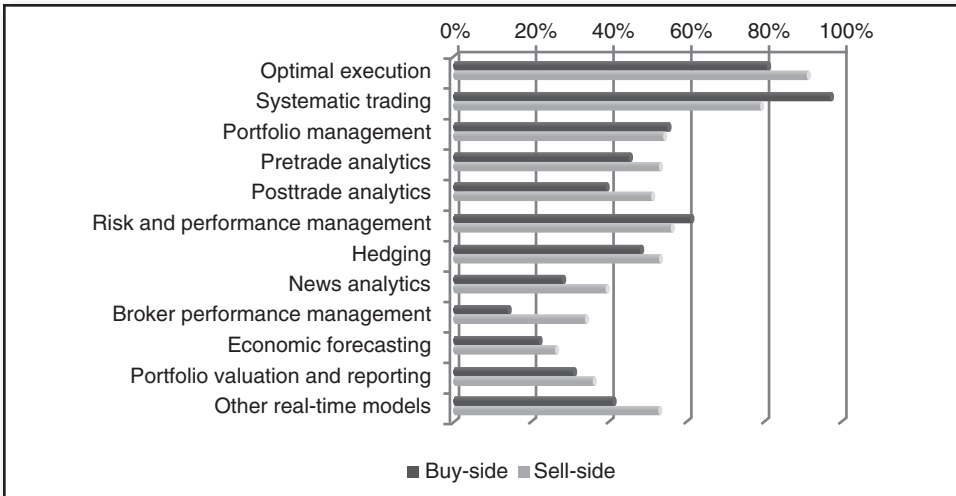 0% 20% 40% 60% 80% 100%
Optimal execution
Systematic trading
Portfolio management
Pretrade analytics
Posttrade analytics
Risk and performance management
Hedging
News analytics
Broker performance management
Economic forecasting
Portfolio valuation and reporting
Other real-time models
Buy-side Sell-side